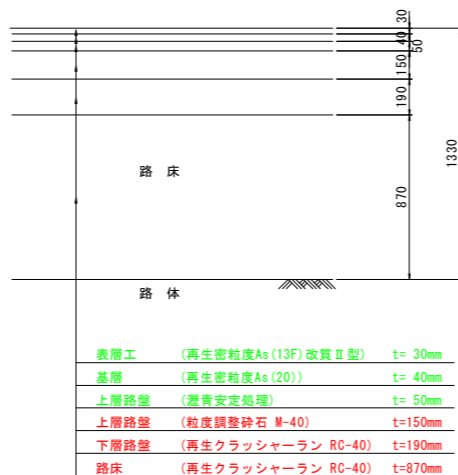 30
40
50
150
190
870
1330
路 床
路 体
表層工 (再生密粒度As(13F)改質Ⅱ型) t= 30mm
基層 (再生密粒度As(20)) t= 40mm
上層路盤 (瀝青安定処理) t= 50mm
上層路盤 (粒度調整砕石 M-40) t=150mm
下層路盤 (再生クラッシャーラン RC-40) t=190mm
路床 (再生クラッシャーラン RC-40) t=870mm